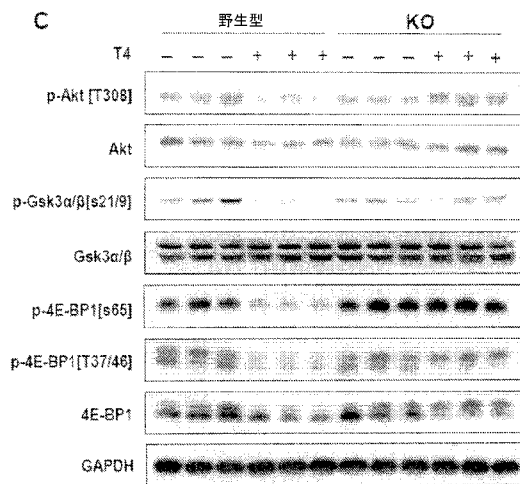 C
野生型 KO
T4 – – – + + + – – – + + +
p-Akt [T308]
Akt
p-Gsk3α/β[s21/9]
Gsk3α/β
p-4E-BP1[s65]
p-4E-BP1[T37/46]
4E-BP1
GAPDH